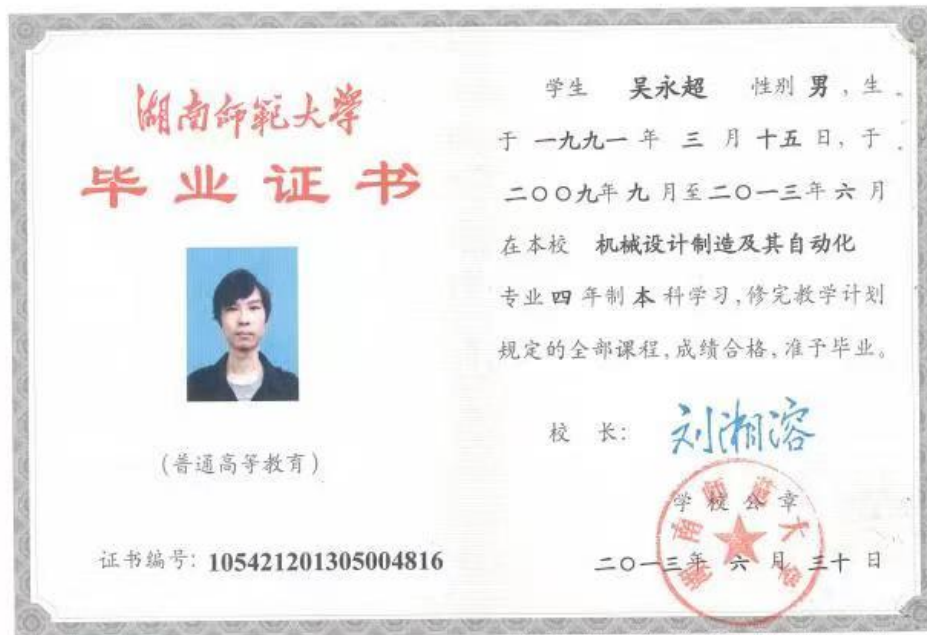 湖南师范大学
毕业证书
(普通高等教育)
证书编号: 105421201305004816
学生 吴永超 性别 男, 生
于 一九九一 年 三 月 十五 日, 于
二〇〇九年 九 月至 二〇一三年 六 月
在本校 机械设计制造及其自动化
专业 四 年制 本 科学习,修完教学计划
规定的全部课程,成绩合格,准予毕业。
校 长: 刘湘溶
湖南师范大学
学校公章
二〇一三年 六 月 三十 日